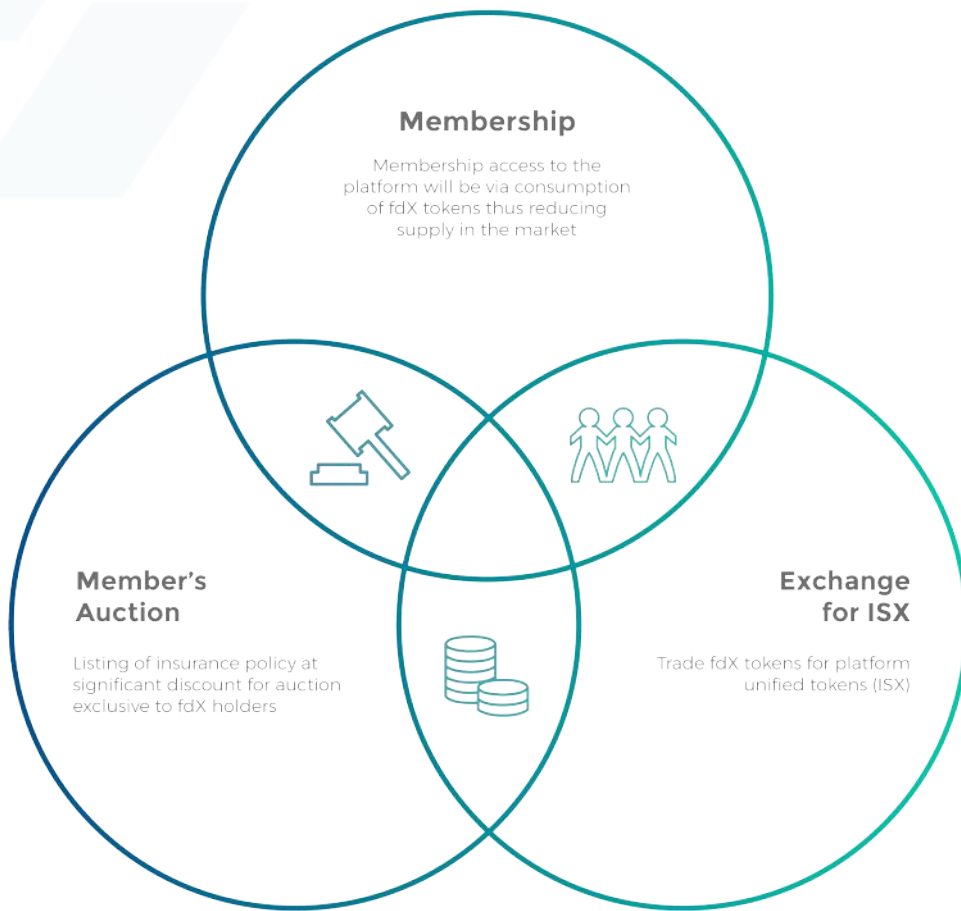 Membership
Membership access to the
platform will be via consumption
of fdX tokens thus reducing
supply in the market
Member’s
Auction
Listing of insurance policy at
significant discount for auction
exclusive to fdX holders
Exchange
for ISX
Trade fdX tokens for platform
unified tokens (ISX)